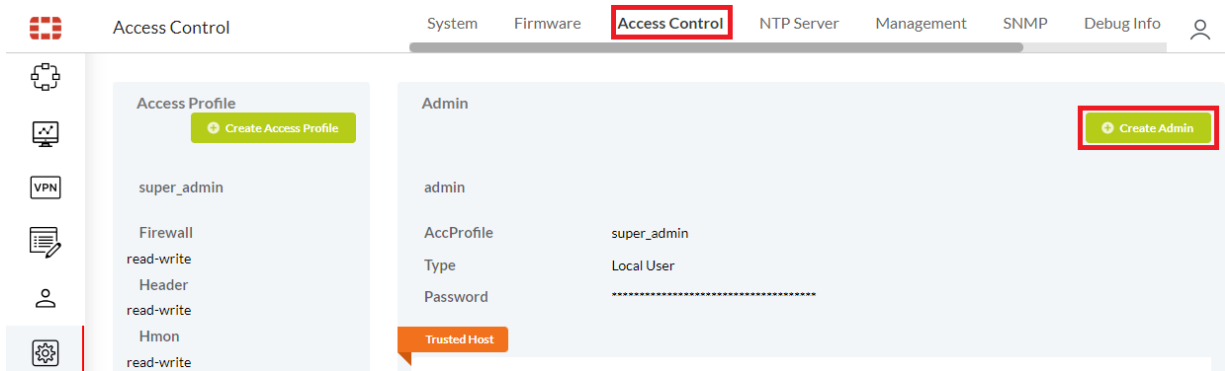 Access Control
System Firmware Access Control NTP Server Management SNMP Debug Info
VPN
Access Profile
Create Access Profile
super_admin
Firewall
read-write
Header
read-write
Hmon
read-write
Admin
Create Admin
admin
AccProfile super_admin
Type Local User
Password *************************************
Trusted Host